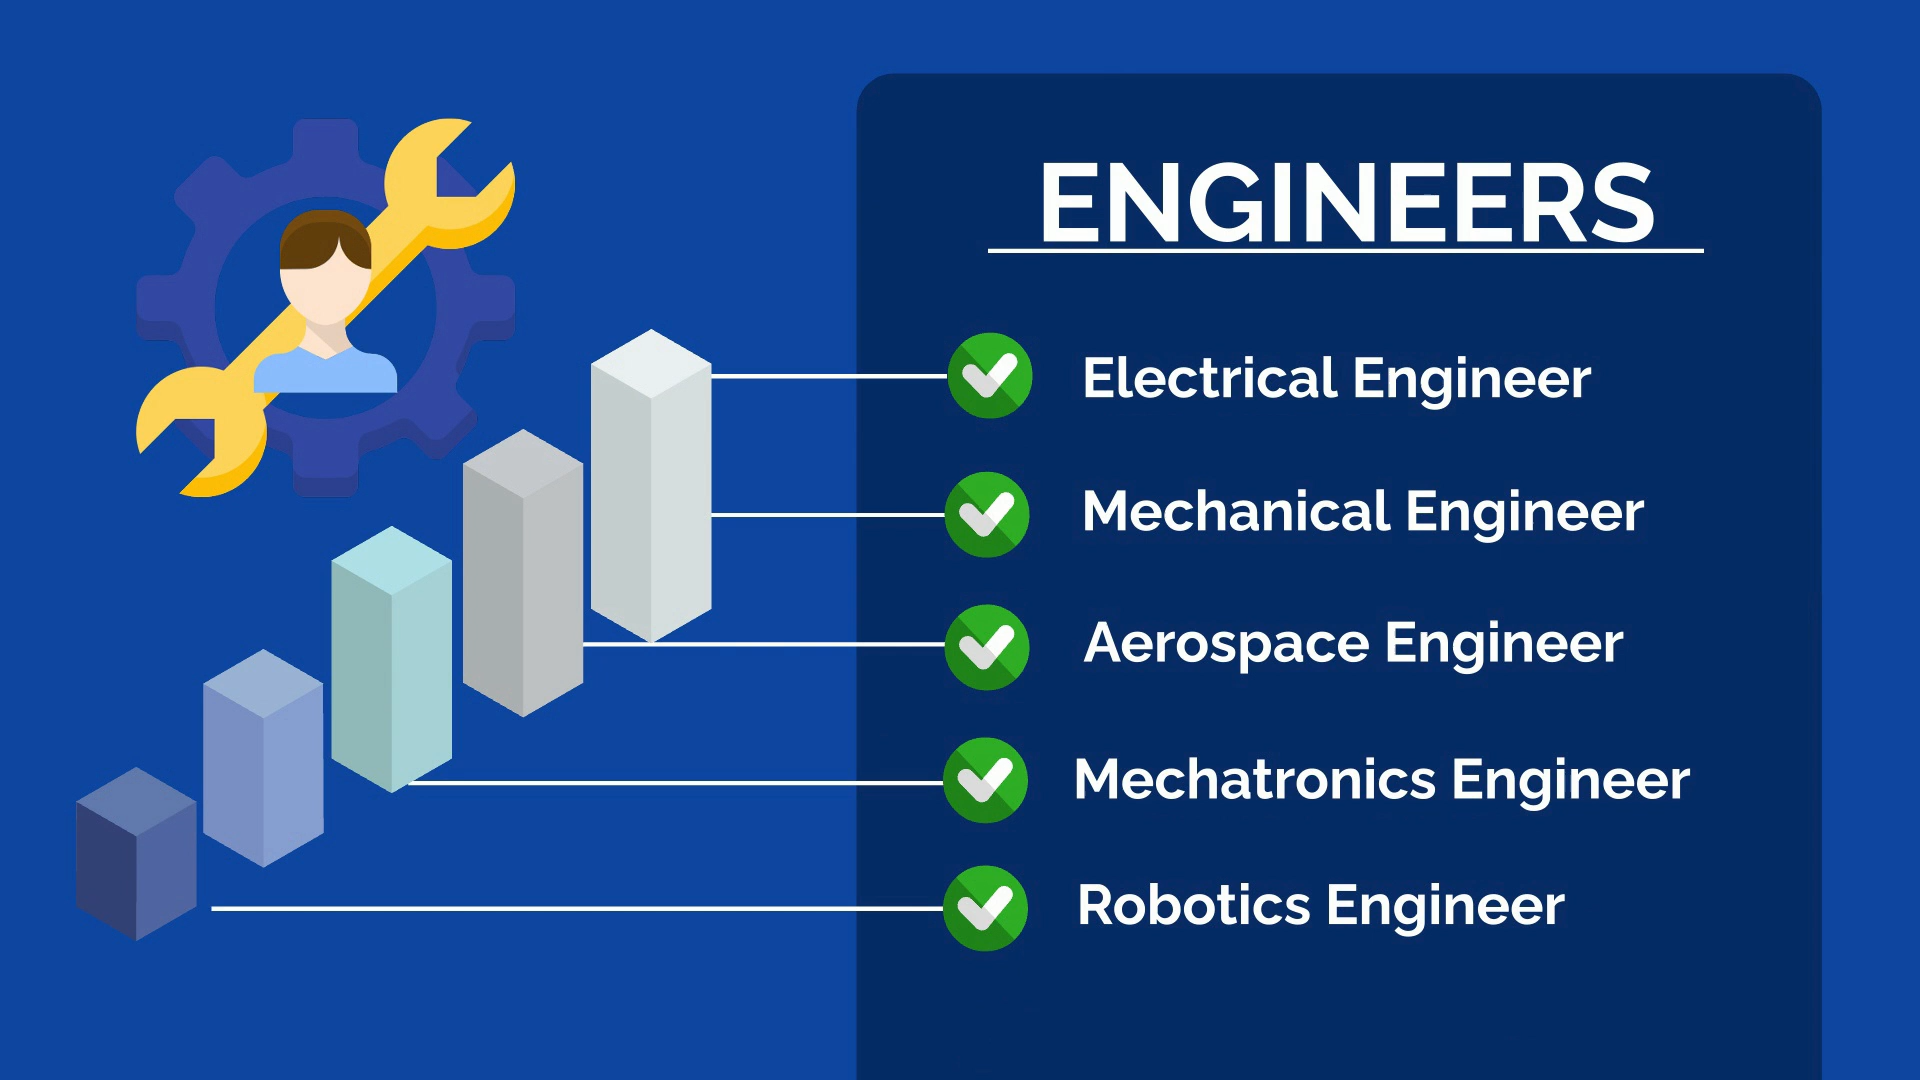 ENGINEERS
Electrical Engineer
Mechanical Engineer
Aerospace Engineer
Mechatronics Engineer
Robotics Engineer